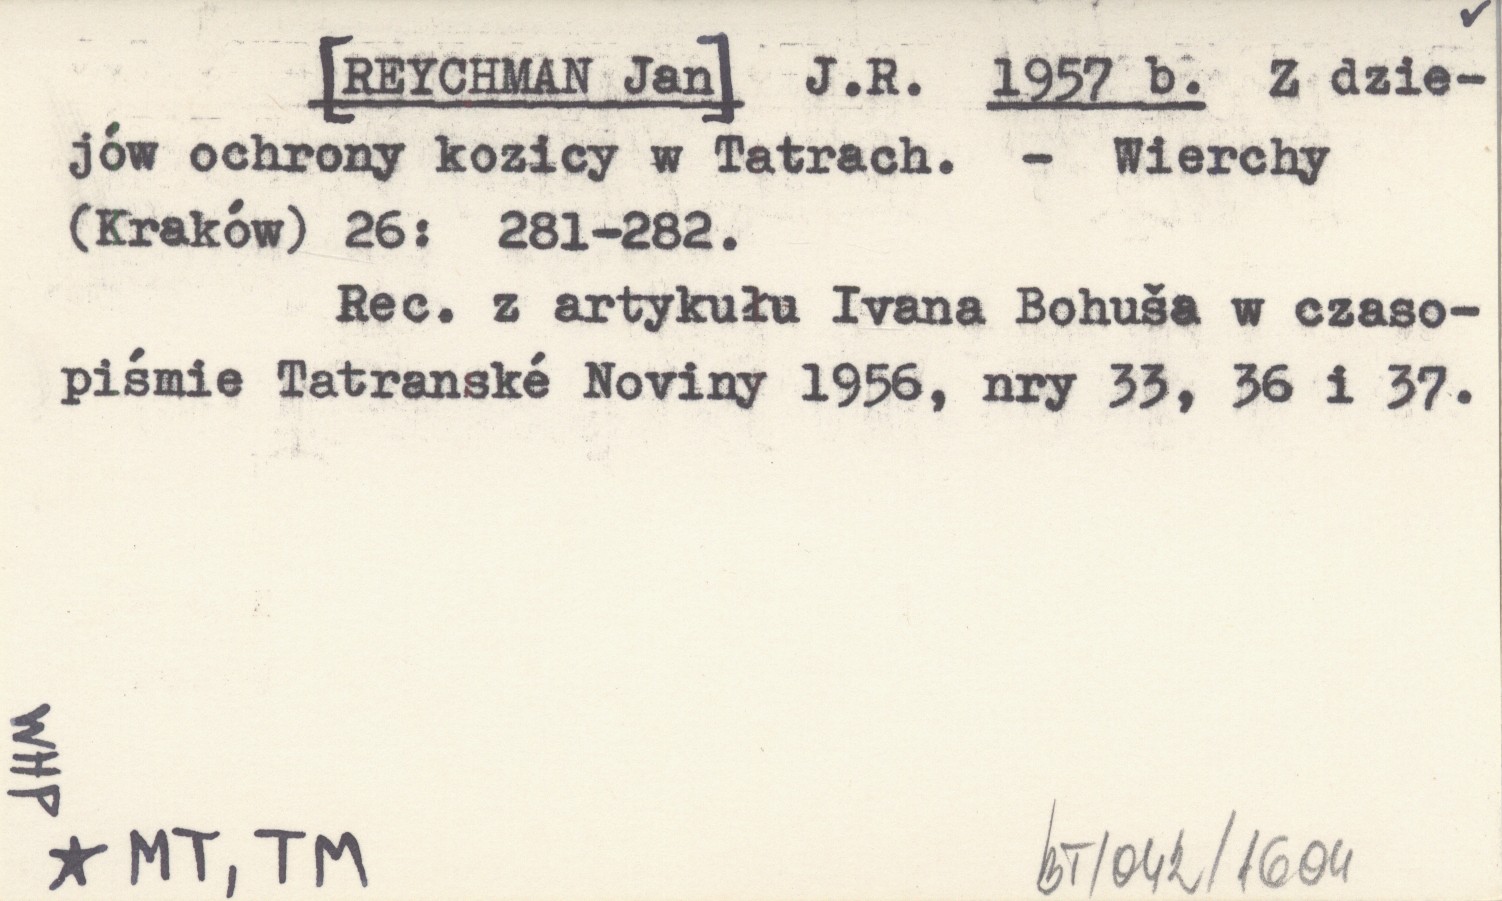 ✓
[REYCHMAN Jan] J.R. 1957 b. Z dzie-
jów ochrony kozicy w Tatrach. - Wierchy
(Kraków) 26: 281-282.
Rec. z artykułu Ivana Bohuša w czaso-
piśmie Tatranské Noviny 1956, nry 33, 36 i 37.
WHP
★ MT, TM
BT/042/1604